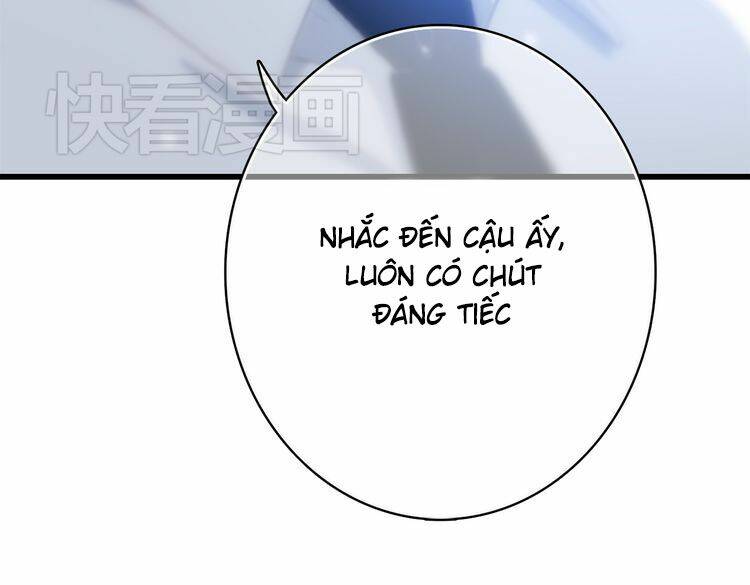 快看漫画
NHẮC ĐẾN CẬU ẤY,
LUÔN CÓ CHÚT
ĐÁNG TIẾC